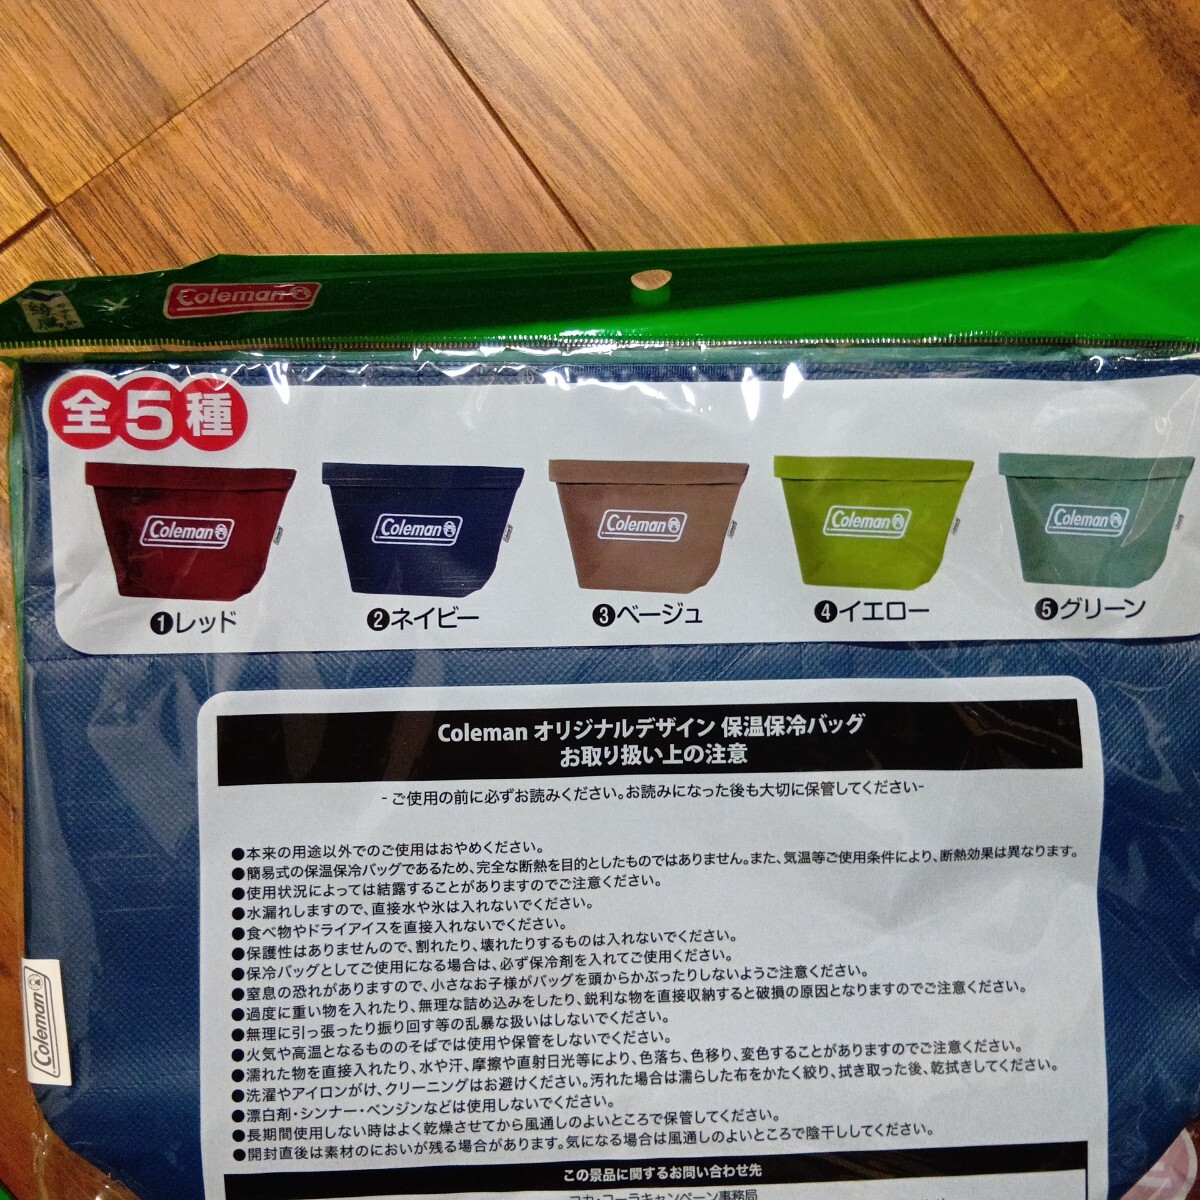 綾鷹
Coleman
全5種
Coleman
Coleman
Coleman
Coleman
Coleman
❶レッド
❷ネイビー
❸ベージュ
❹イエロー
❺グリーン
Coleman オリジナルデザイン 保温保冷バッグ
お取り扱い上の注意
- ご使用の前に必ずお読みください。お読みになった後も大切に保管してください-
●本来の用途以外でのご使用はおやめください。
●簡易式の保温保冷バッグであるため、完全な断熱を目的としたものではありません。また、気温等ご使用条件により、断熱効果は異なります。
●使用状況によっては結露することがありますのでご注意ください。
●水漏れしますので、直接水や氷は入れないでください。
●食べ物やドライアイスを直接入れないでください。
●保護性はありませんので、割れたり、壊れたりするものは入れないでください。
●保冷バッグとしてご使用になる場合は、必ず保冷剤を入れてご使用ください。
●窒息の恐れがありますので、小さなお子様がバッグを頭からかぶったりしないようご注意ください。
●過度に重い物を入れたり、無理な詰め込みをしたり、鋭利な物を直接収納すると破損の原因となりますのでご注意ください。
●無理に引っ張ったり振り回す等の乱暴な扱いはしないでください。
●火気や高温となるもののそばでは使用や保管をしないでください。
●濡れた物を直接入れたり、水や汗、摩擦や直射日光等により、色落ち、色移り、変色することがありますのでご注意ください。
●洗濯やアイロンがけ、クリーニングはお避けください。汚れた場合は濡らした布をかたく絞り、拭き取った後、乾拭きしてください。
●漂白剤・シンナー・ベンジンなどは使用しないでください。
●長期間使用しない時はよく乾燥させてから風通しのよいところで保管してください。
●開封直後は素材のにおいが残る場合があります。気になる場合は風通しのよいところで陰干ししてください。
この景品に関するお問い合わせ先
コカ・コーラキャンペーン事務局
Coleman